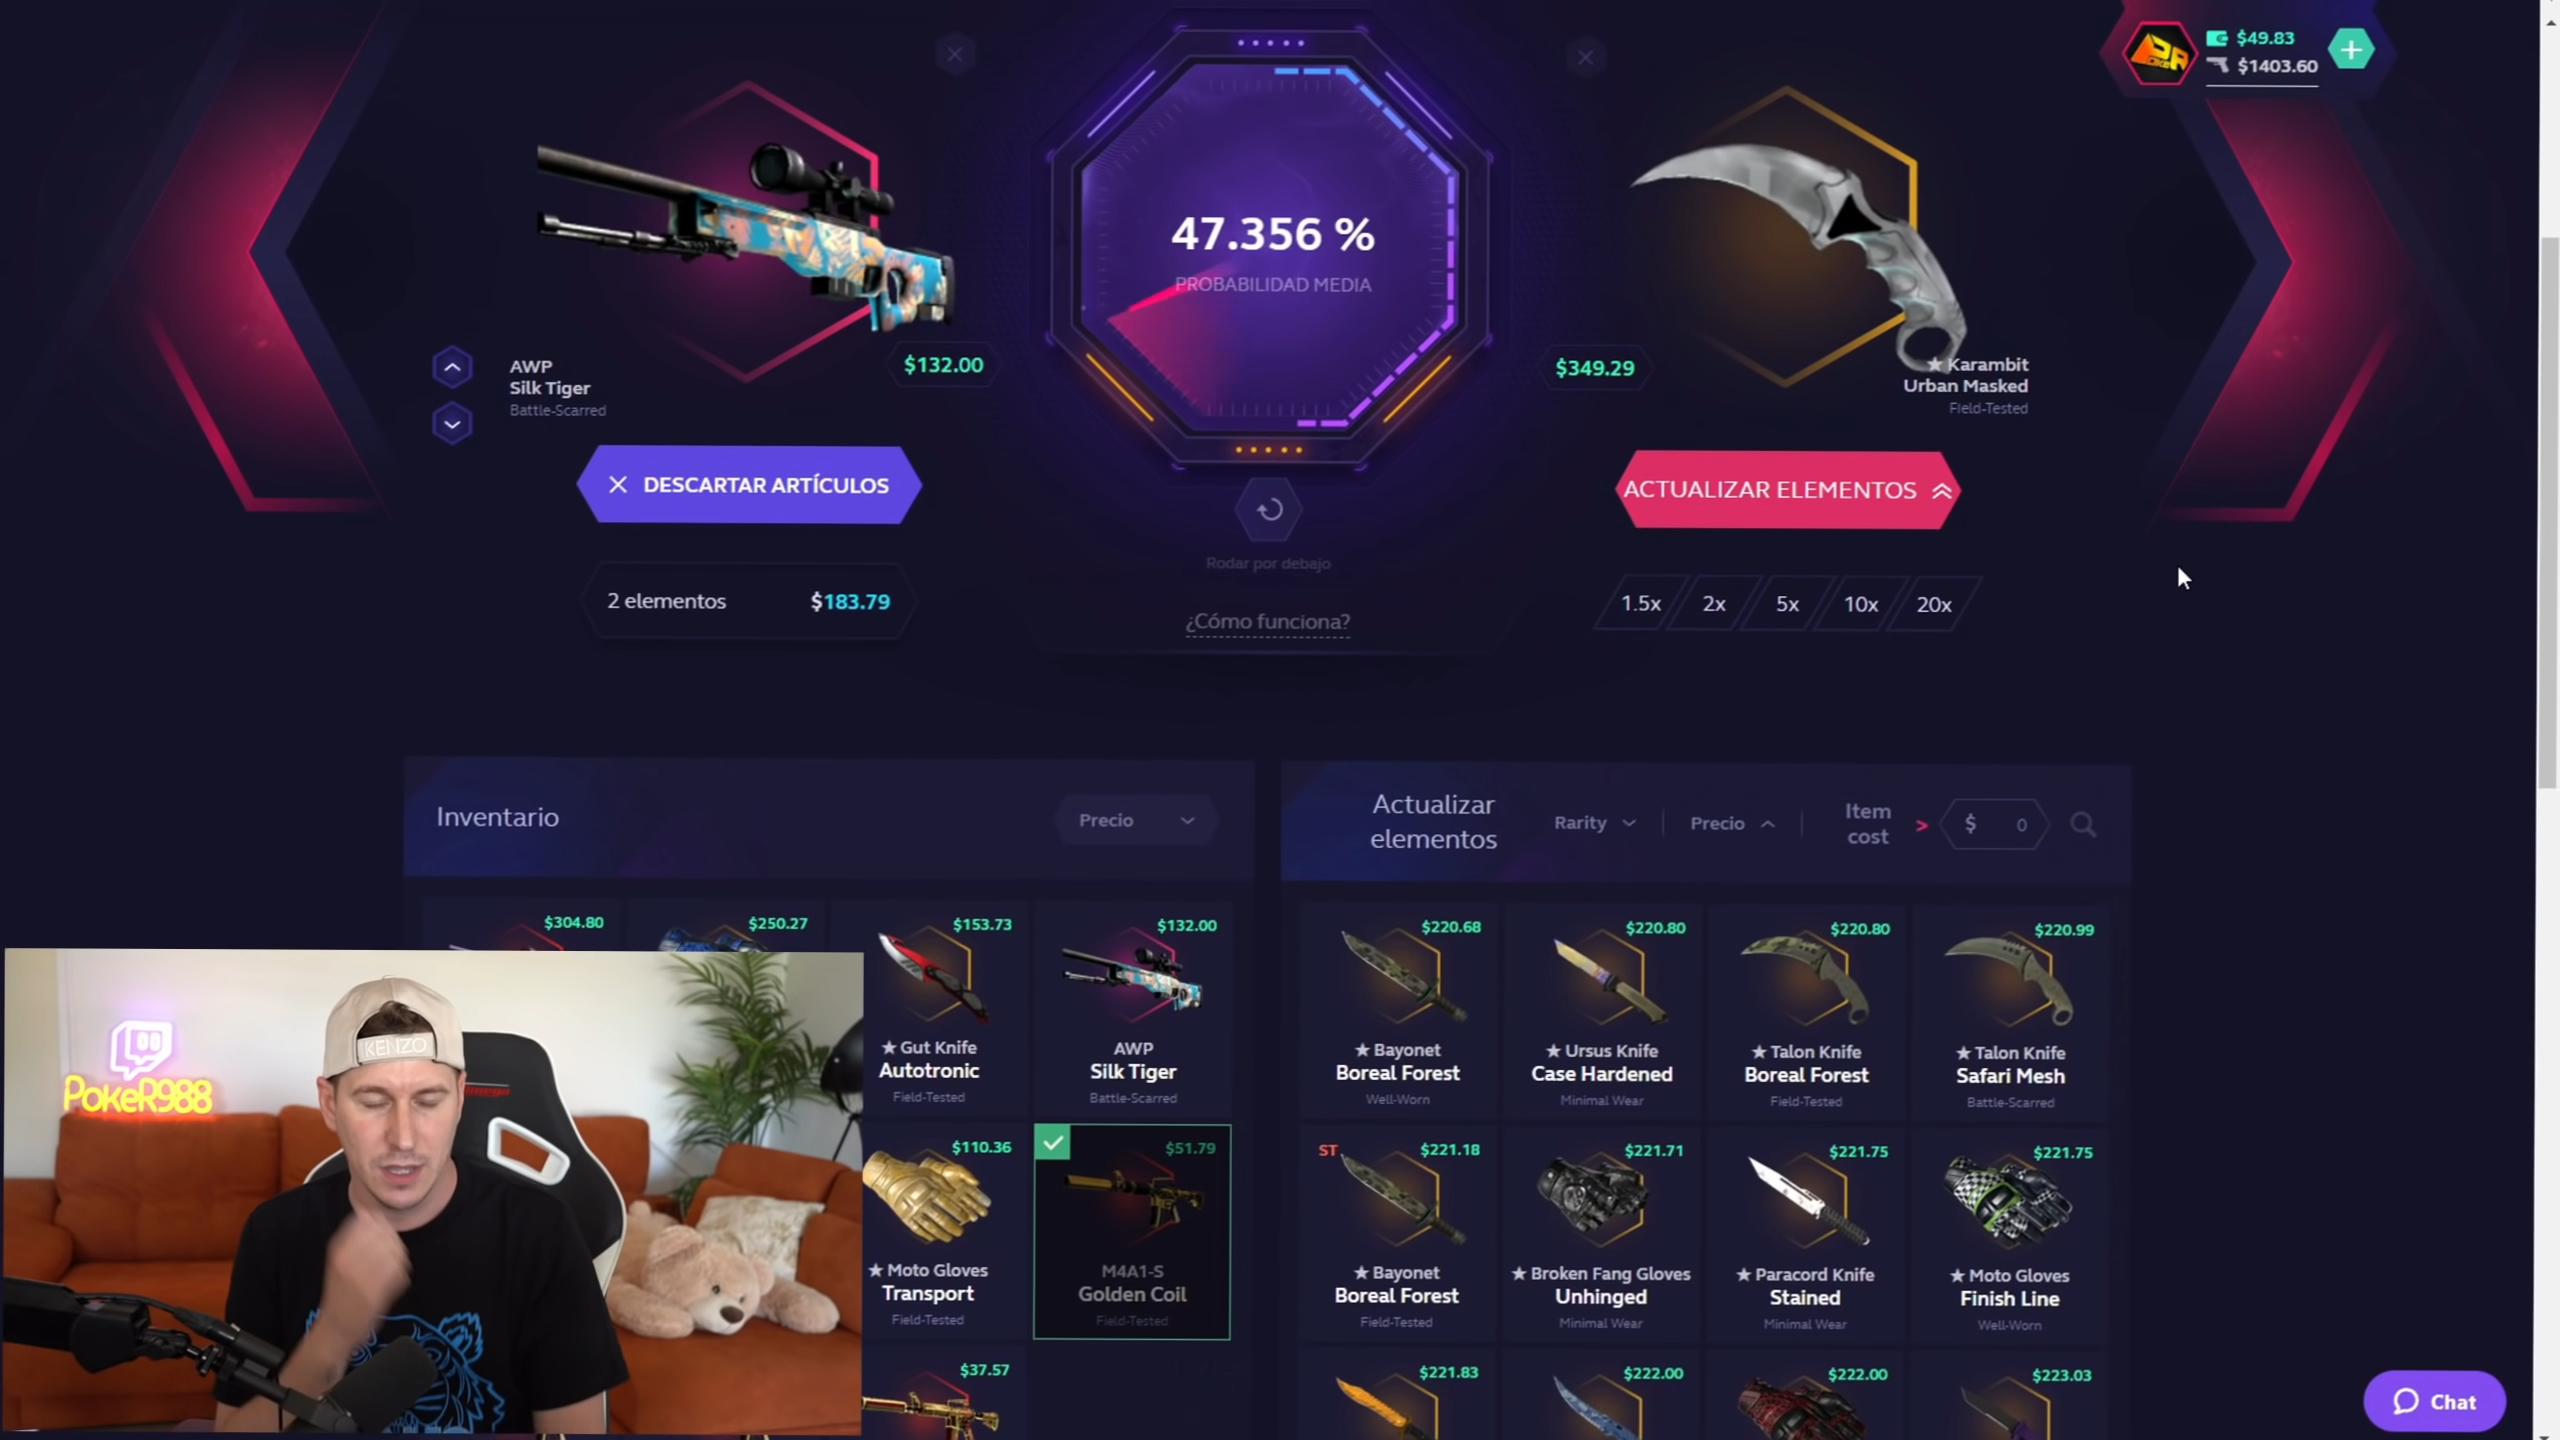 $49.83
$1403.60
47.356 %
PROBABILIDAD MEDIA
AWP
Silk Tiger
Battle-Scarred
$132.00
$349.29
★ Karambit
Urban Masked
Field-Tested
DESCARTAR ARTÍCULOS
ACTUALIZAR ELEMENTOS
2 elementos
$183.79
Rodar por debajo
¿Cómo funciona?
1.5x
2x
5x
10x
20x
Inventario
Precio
$304.80
$250.27
$153.73
★ Gut Knife
Autotronic
Field-Tested
$132.00
AWP
Silk Tiger
Battle-Scarred
$110.36
★ Moto Gloves
Transport
Field-Tested
$51.79
M4A1-S
Golden Coil
Field-Tested
$37.57
Actualizar
elementos
Rarity
Precio
Item
cost
>
$ 0
$220.68
★ Bayonet
Boreal Forest
Well-Worn
$220.80
★ Ursus Knife
Case Hardened
Minimal Wear
$220.80
★ Talon Knife
Boreal Forest
Field-Tested
$220.99
★ Talon Knife
Safari Mesh
Battle-Scarred
ST
$221.18
★ Bayonet
Boreal Forest
Field-Tested
$221.71
★ Broken Fang Gloves
Unhinged
Minimal Wear
$221.75
★ Paracord Knife
Stained
Minimal Wear
$221.75
★ Moto Gloves
Finish Line
Well-Worn
$221.83
$222.00
$222.00
$223.03
KENZO
PokeR988
Chat